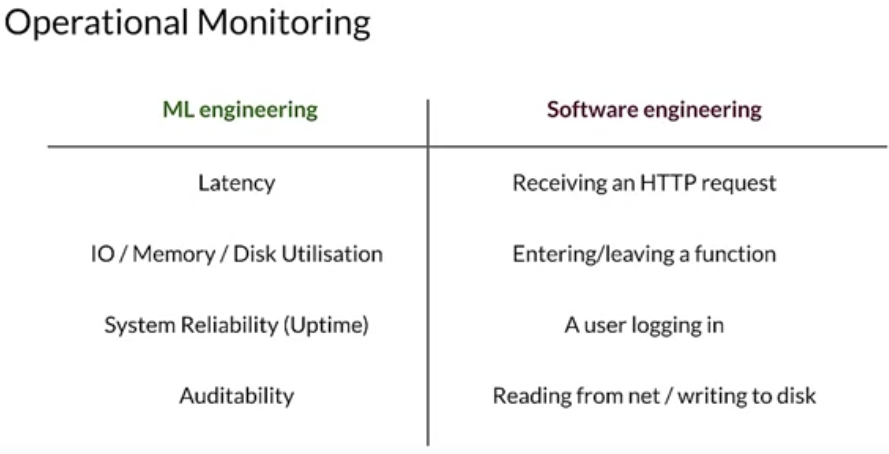 Operational Monitoring
ML engineering Software engineering
Latency Receiving an HTTP request
IO / Memory / Disk Utilisation Entering/leaving a function
System Reliability (Uptime) A user logging in
Auditability Reading from net / writing to disk